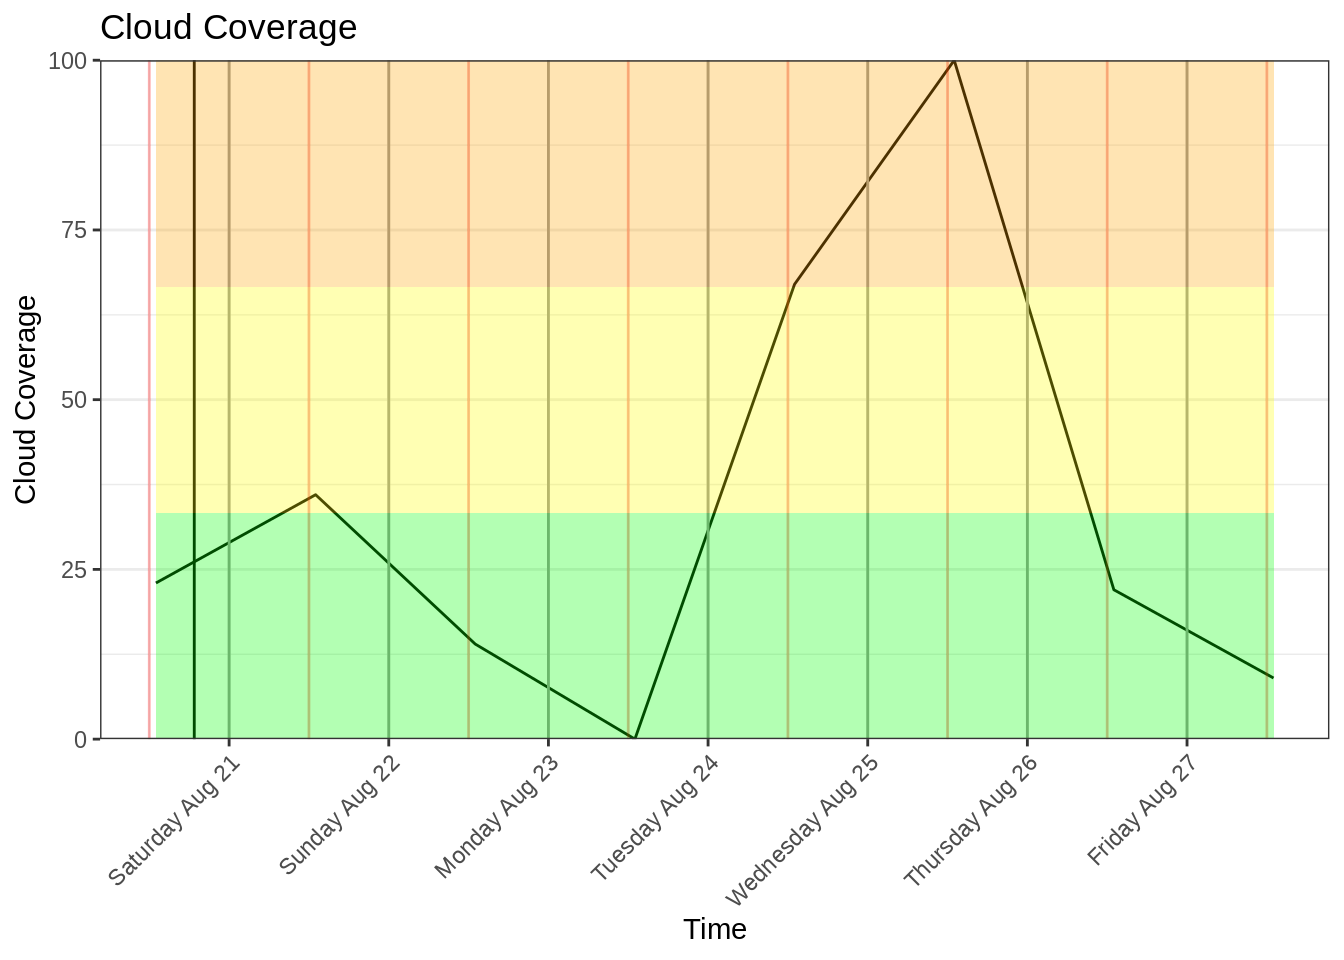 Cloud Coverage
Cloud Coverage
100
75
50
25
0
Saturday Aug 21
Sunday Aug 22
Monday Aug 23
Tuesday Aug 24
Wednesday Aug 25
Thursday Aug 26
Friday Aug 27
Time